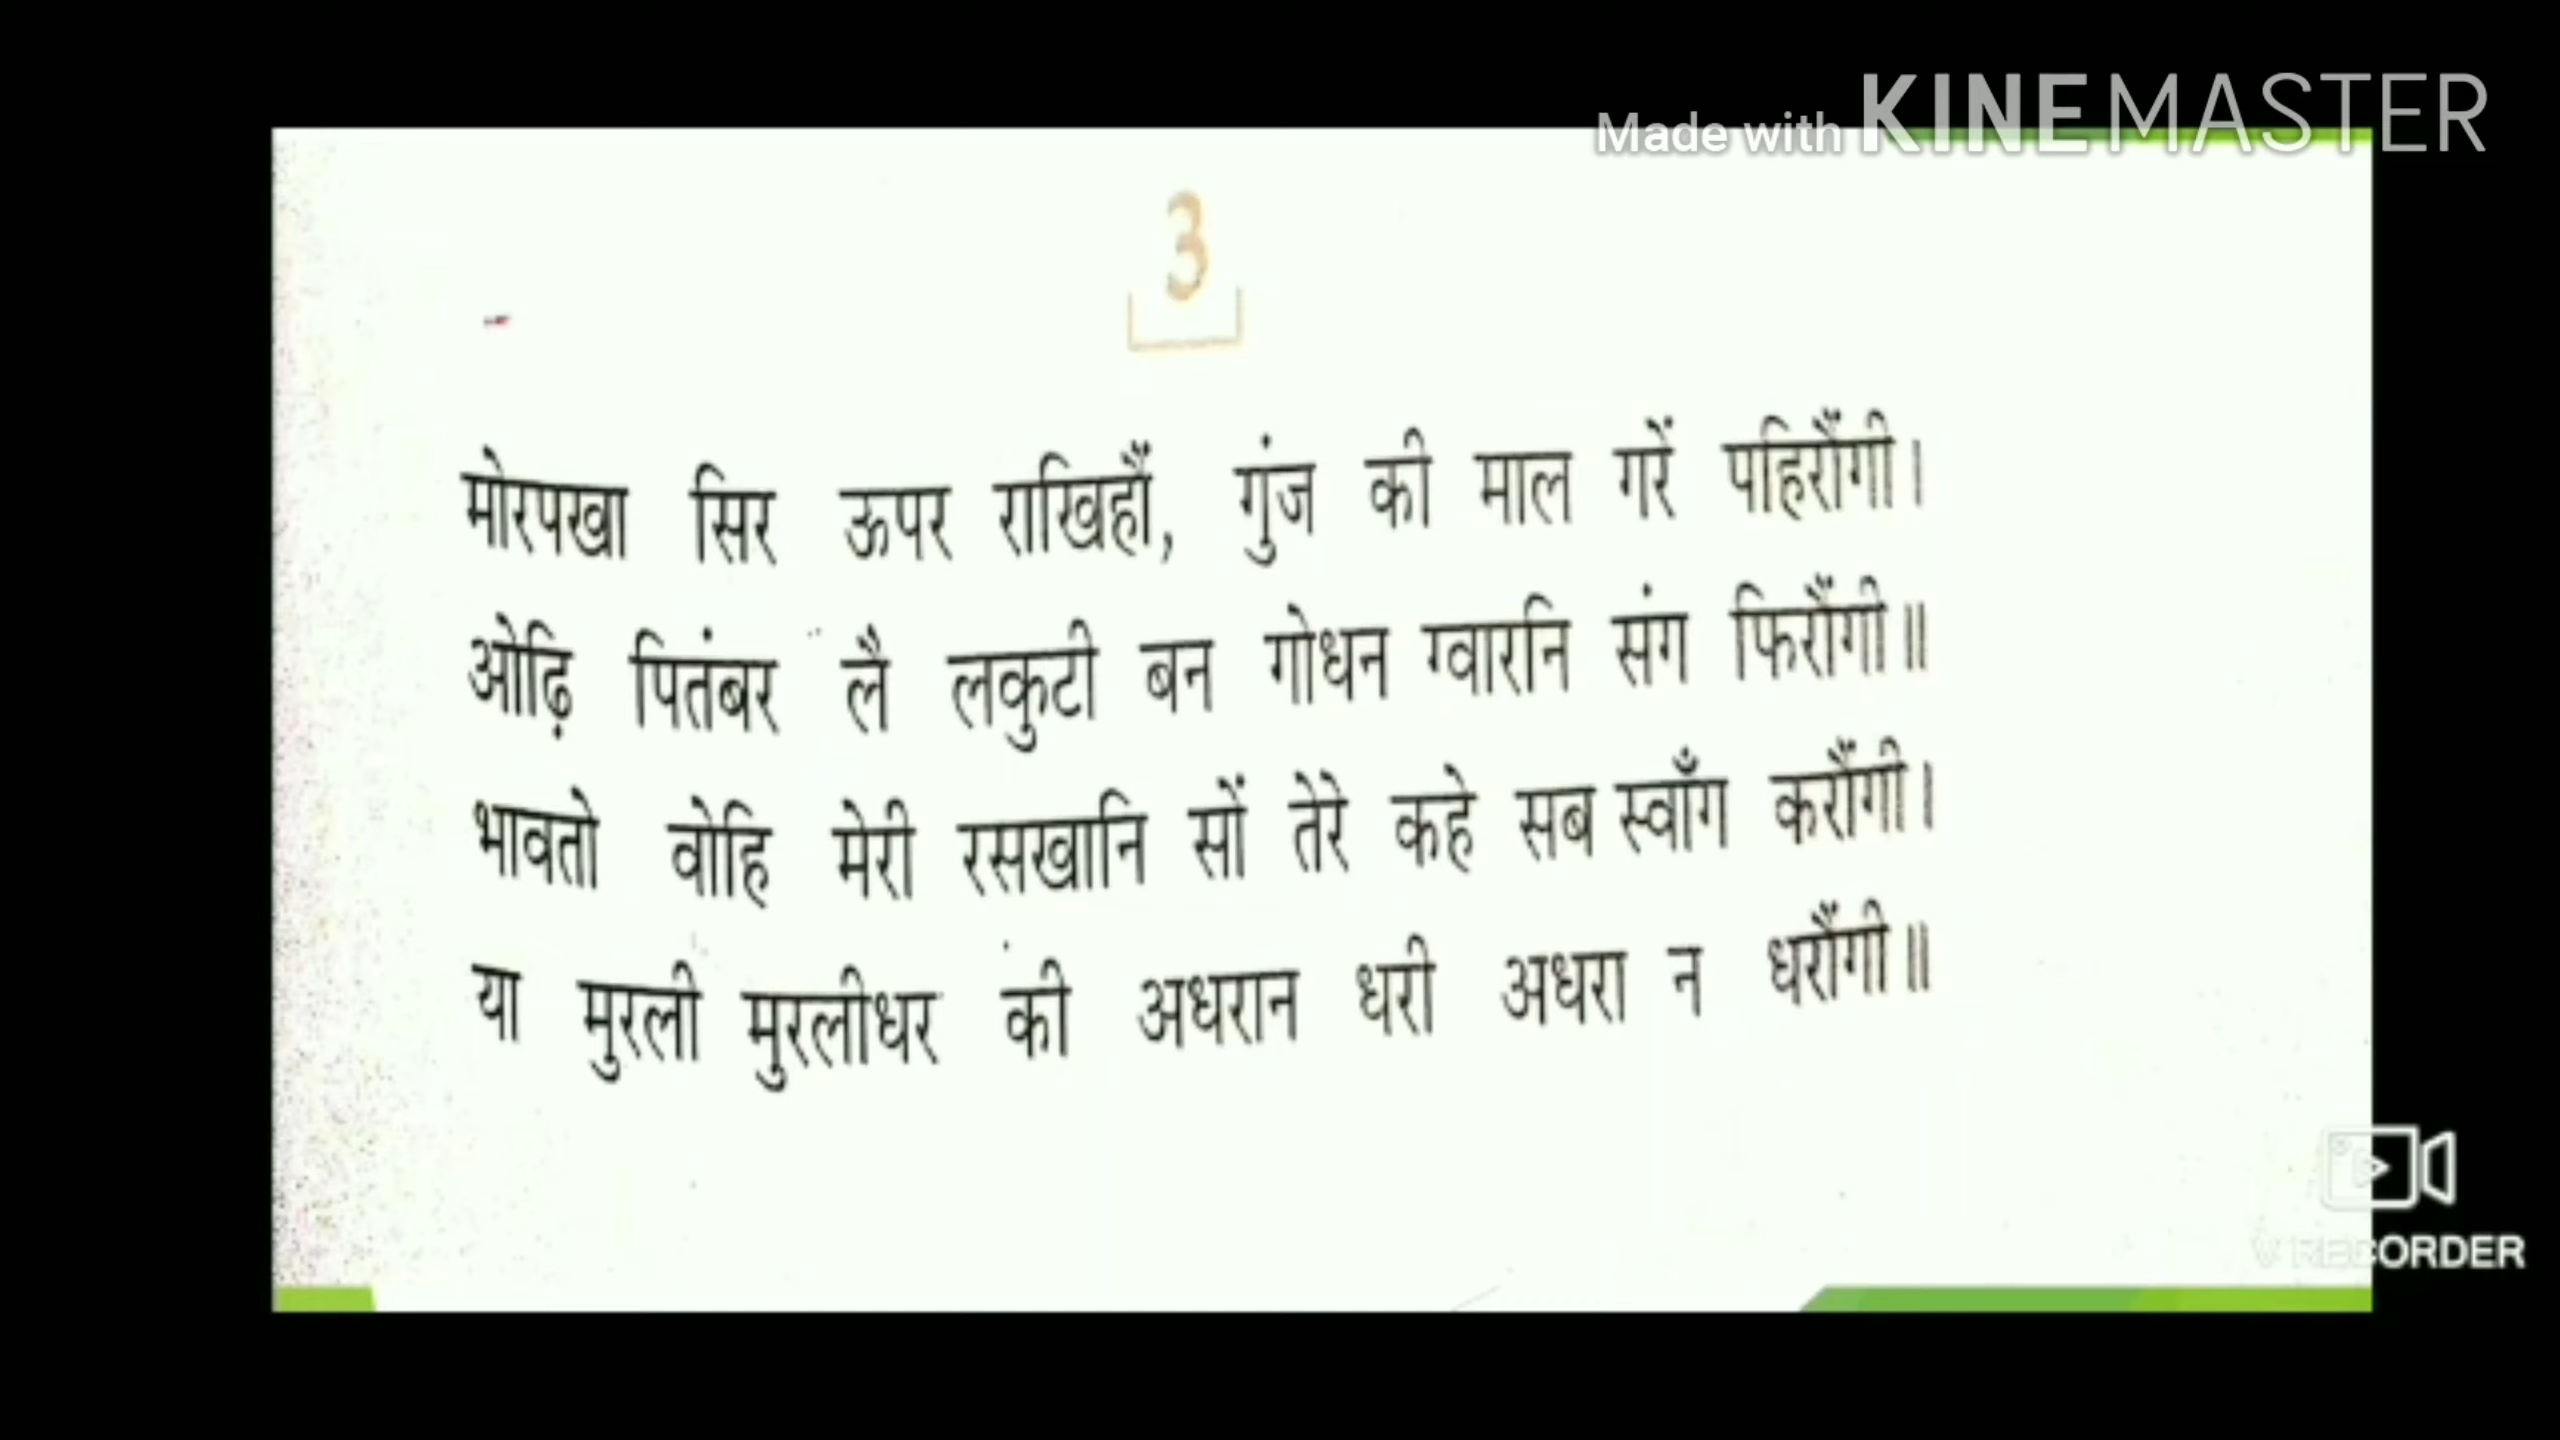 Made with KINEMASTER
3
मोरपखा सिर ऊपर राखिहौं, गुंज की माल गरें पहिरौंगी।
ओढ़ि पितंबर लै लकुटी बन गोधन ग्वारनि संग फिरौंगी॥
भावतो वोहि मेरी रसखानि सों तेरे कहे सब स्वाँग करौंगी।
या मुरली मुरलीधर की अधरान धरी अधरा न धरौंगी॥
V RECORDER